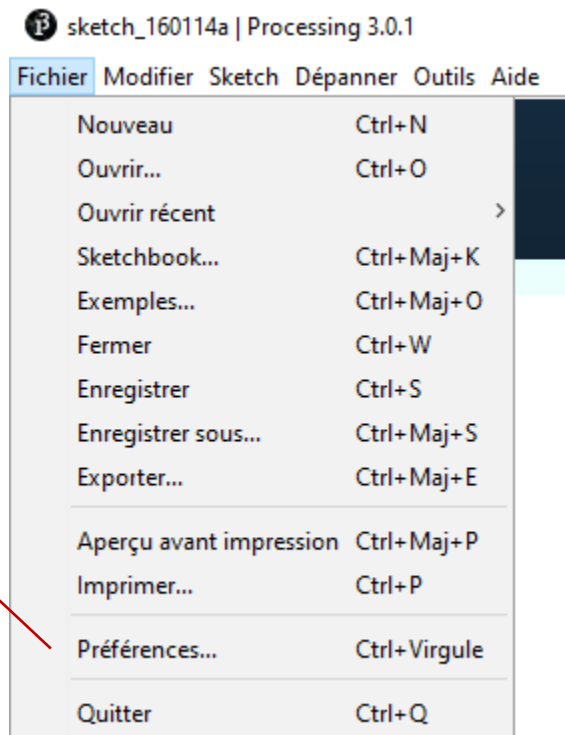 sketch_160114a | Processing 3.0.1
Fichier Modifier Sketch Dépanner Outils Aide
Nouveau Ctrl+N
Ouvrir... Ctrl+O
Ouvrir récent >
Sketchbook... Ctrl+Maj+K
Exemples... Ctrl+Maj+O
Fermer Ctrl+W
Enregistrer Ctrl+S
Enregistrer sous... Ctrl+Maj+S
Exporter... Ctrl+Maj+E
Aperçu avant impression Ctrl+Maj+P
Imprimer... Ctrl+P
Préférences... Ctrl+Virgule
Quitter Ctrl+Q